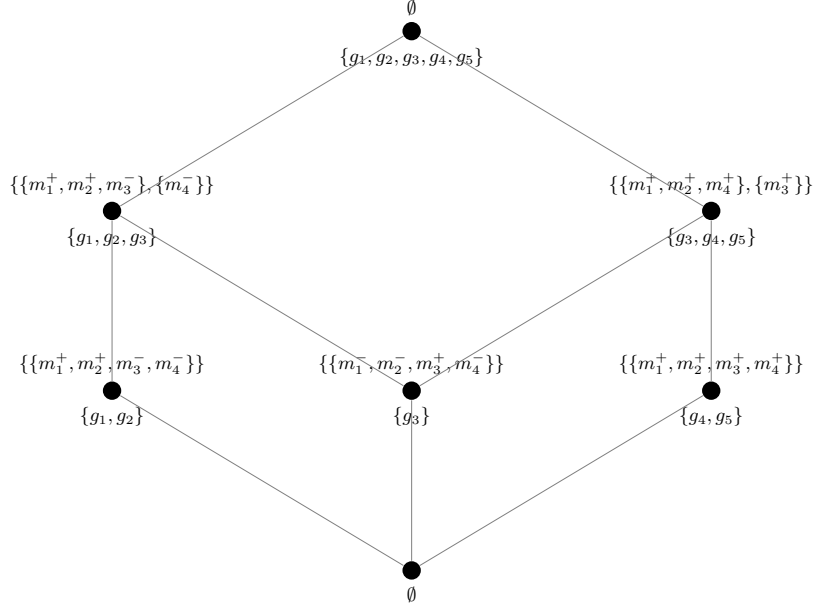 ∅
{g₁, g₂, g₃, g₄, g₅}
{{m₁⁺, m₂⁺, m₃⁻}, {m₄⁻}}
{{m₁⁺, m₂⁺, m₄⁺}, {m₃⁺}}
{g₁, g₂, g₃}
{g₃, g₄, g₅}
{{m₁⁺, m₂⁺, m₃⁻, m₄⁻}}
{{m₁⁻, m₂⁻, m₃⁺, m₄⁻}}
{{m₁⁺, m₂⁺, m₃⁺, m₄⁺}}
{g₁, g₂}
{g₃}
{g₄, g₅}
∅